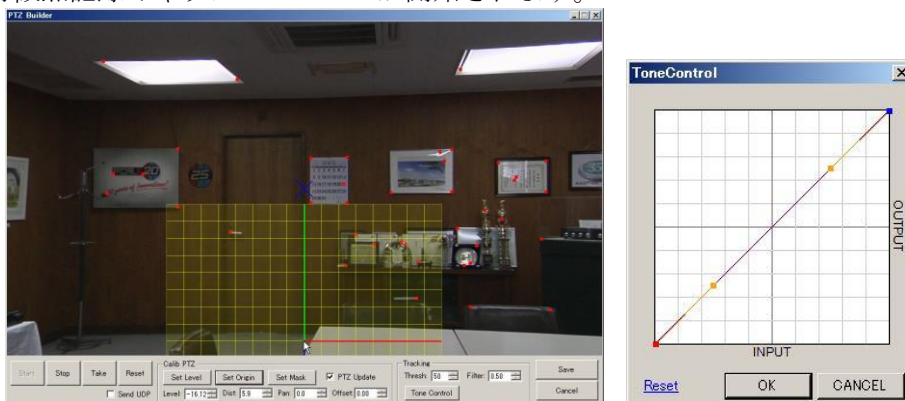 PTZ Builder
25
Start
Stop
Take
Reset
Send UDP
Calib PTZ
Set Level
Set Origin
Set Mask
PTZ Update
Level -16.12
Dist 5.9
Pan: 0.0
Offset 0.00
Tracking
Thresh: 50
Filter: 0.50
Tone Control
Save
Cancel
ToneControl
OUTPUT
INPUT
Reset
OK
CANCEL